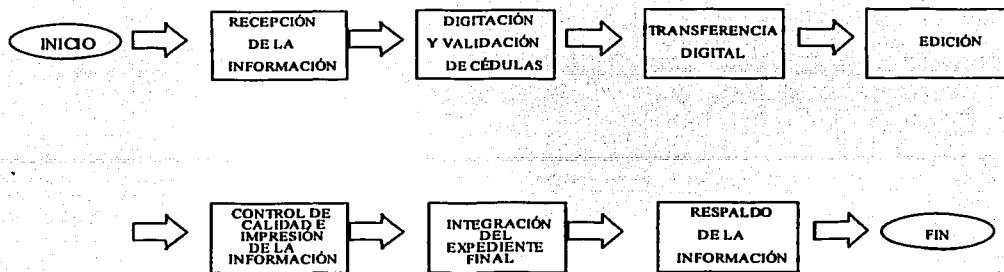 INICIO
RECEPCIÓN
DE LA
INFORMACIÓN
DIGITACIÓN
Y VALIDACIÓN
DE CÉDULAS
TRANSFERENCIA
DIGITAL
EDICIÓN
CONTROL DE
CALIDAD E
IMPRESIÓN
DE LA
INFORMACIÓN
INTEGRACIÓN
DEL
EXPEDIENTE
FINAL
RESPALDO
DE LA
INFORMACIÓN
FIN